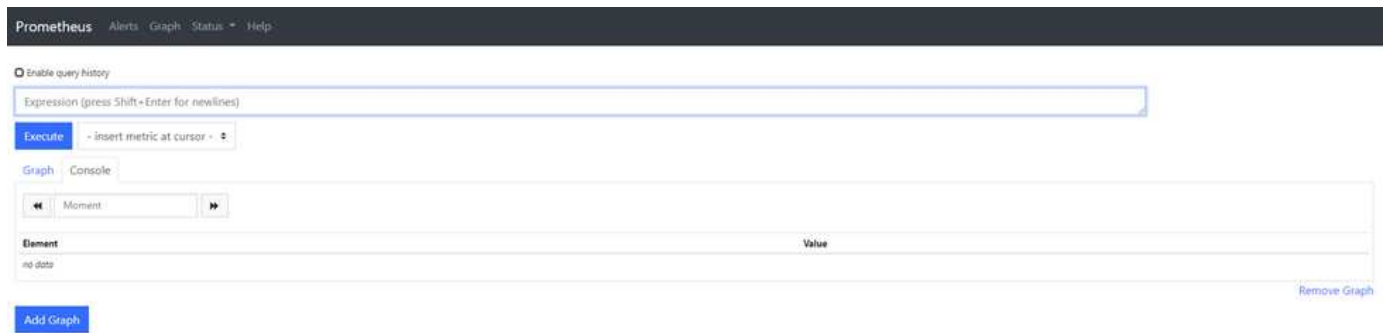 Prometheus Alerts Graph Status Help
Enable query history
Expression (press Shift+Enter for newlines)
Execute - insert metric at cursor -
Graph Console
Moment
Element Value
no data
Remove Graph
Add Graph